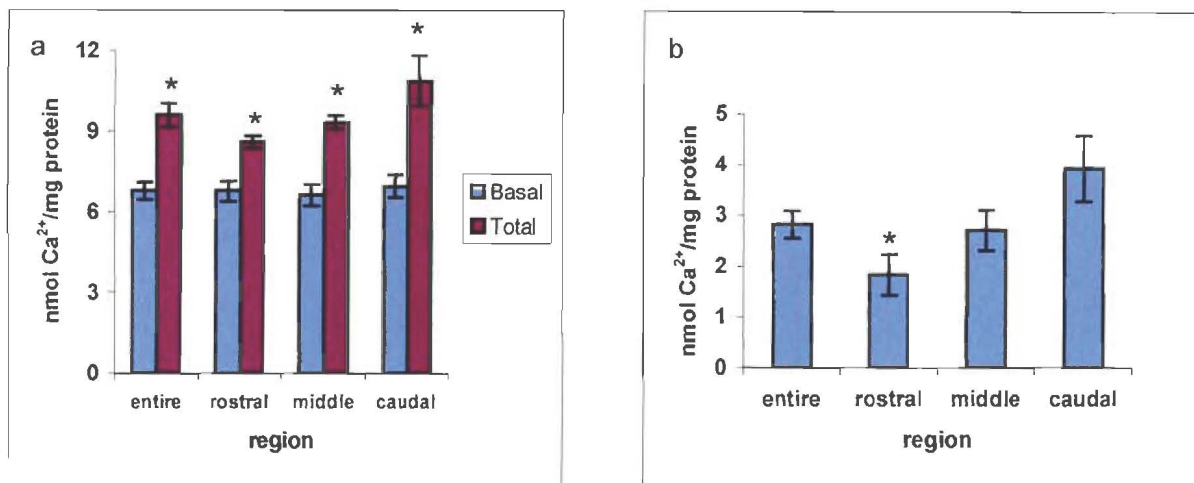 a
nmol Ca²⁺/mg protein
12
9
6
3
0
*
*
*
*
entire rostral middle caudal
region
Basal
Total
b
nmol Ca²⁺/mg protein
5
4
3
2
1
0
*
entire rostral middle caudal
region